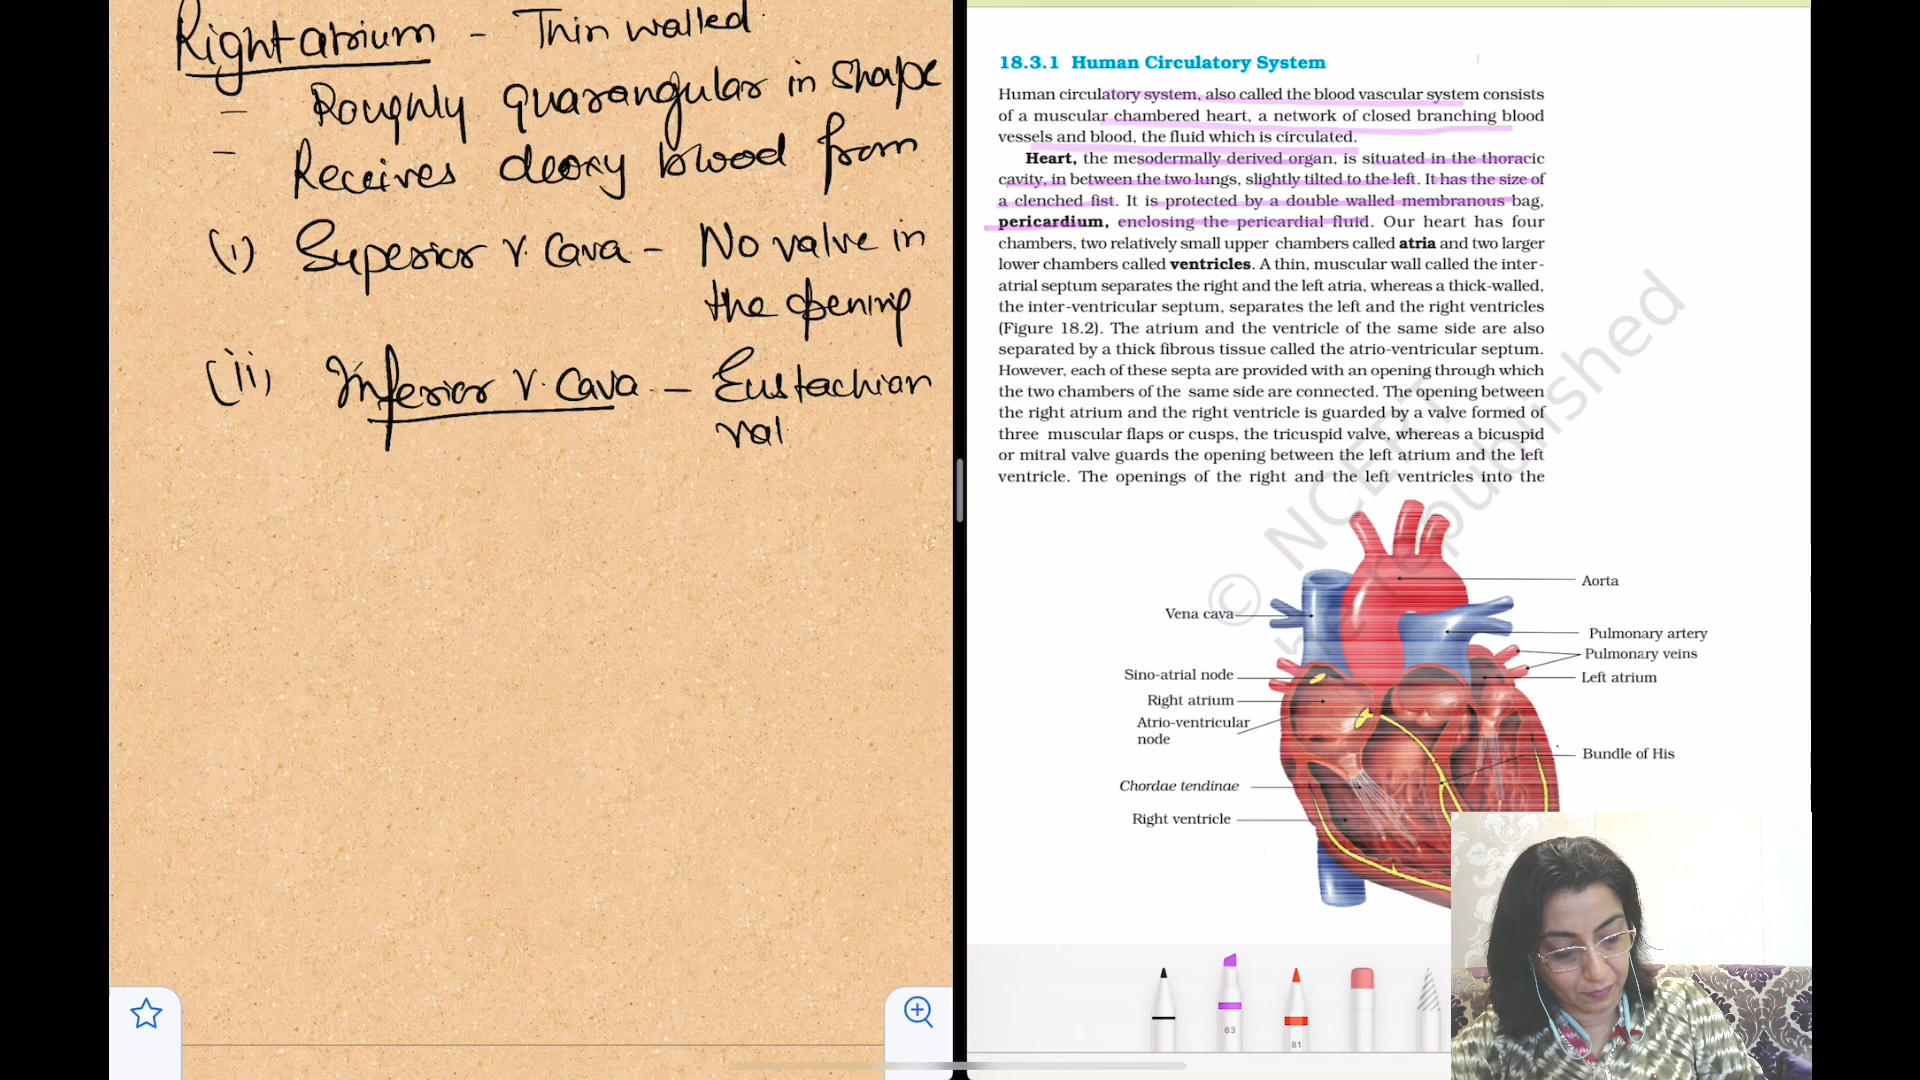 Right atrium - Thin walled
- Roughly quarangular in shape
- Receives deoxy blood from
(i) Superior V. Cava - No valve in
the opening
(ii) Inferior V. Cava - Eustachian
val
18.3.1 Human Circulatory System
Human circulatory system, also called the blood vascular system consists
of a muscular chambered heart, a network of closed branching blood
vessels and blood, the fluid which is circulated.
Heart, the mesodermally derived organ, is situated in the thoracic
cavity, in between the two lungs, slightly tilted to the left. It has the size of
a clenched fist. It is protected by a double walled membranous bag,
pericardium, enclosing the pericardial fluid. Our heart has four
chambers, two relatively small upper chambers called atria and two larger
lower chambers called ventricles. A thin, muscular wall called the inter-
atrial septum separates the right and the left atria, whereas a thick-walled,
the inter-ventricular septum, separates the left and the right ventricles
(Figure 18.2). The atrium and the ventricle of the same side are also
separated by a thick fibrous tissue called the atrio-ventricular septum.
However, each of these septa are provided with an opening through which
the two chambers of the same side are connected. The opening between
the right atrium and the right ventricle is guarded by a valve formed of
three muscular flaps or cusps, the tricuspid valve, whereas a bicuspid
or mitral valve guards the opening between the left atrium and the left
ventricle. The openings of the right and the left ventricles into the
© NCERT
republished
Aorta
Vena cava
Pulmonary artery
Pulmonary veins
Sino-atrial node
Left atrium
Right atrium
Atrio-ventricular
node
Bundle of His
Chordae tendinae
Right ventricle
63
81